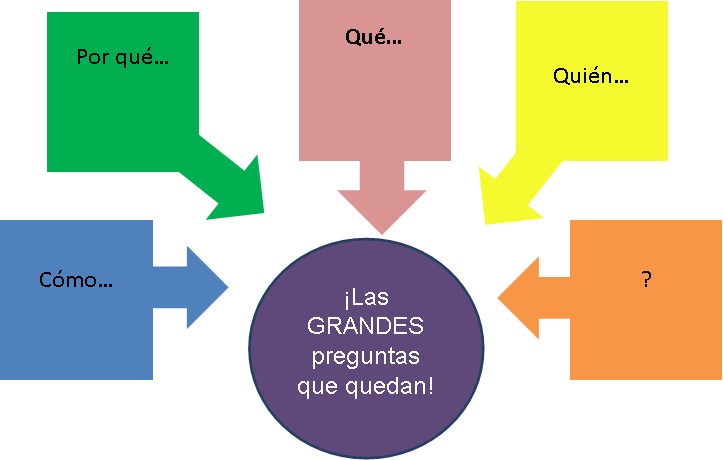 Cómo...
Por qué...
Qué...
Quién...
?
¡Las
GRANDES
preguntas
que quedan!